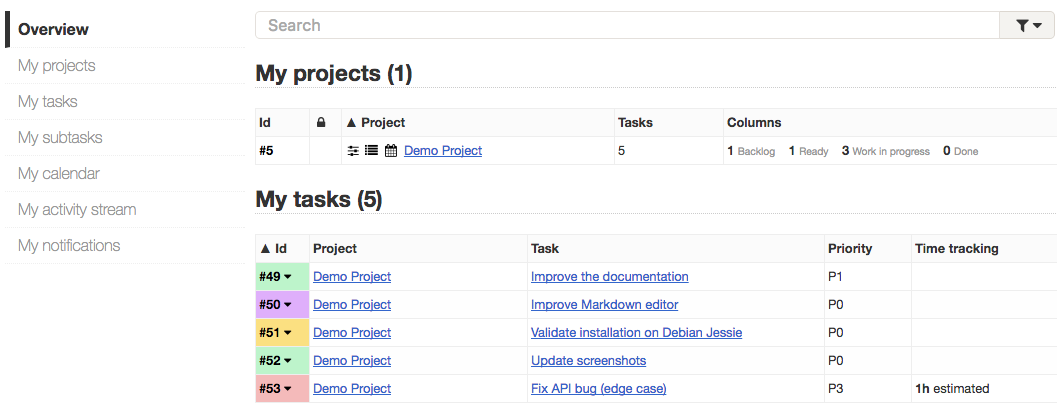 Overview
My projects
My tasks
My subtasks
My calendar
My activity stream
My notifications
Search
My projects (1)
Id Project Tasks Columns
#5 Demo Project 5 1 Backlog 1 Ready 3 Work in progress 0 Done
My tasks (5)
Id Project Task Priority Time tracking
#49 Demo Project Improve the documentation P1
#50 Demo Project Improve Markdown editor P0
#51 Demo Project Validate installation on Debian Jessie P0
#52 Demo Project Update screenshots P0
#53 Demo Project Fix API bug (edge case) P3 1h estimated